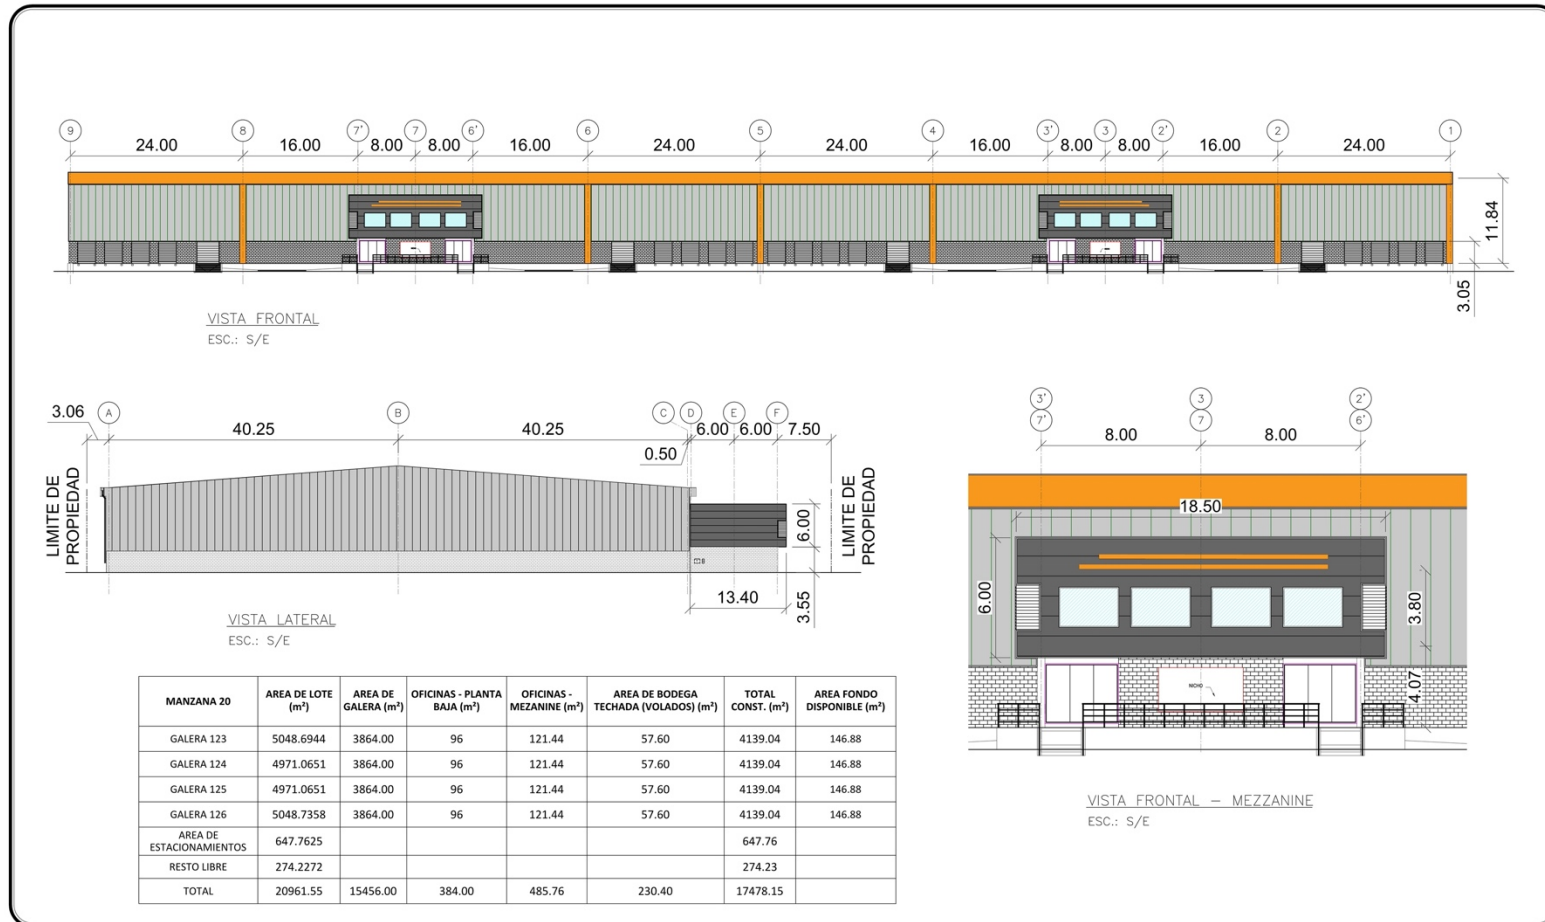 9 8 7' 7 6' 6 5 4 3' 3 2' 2 1
24.00 16.00 8.00 8.00 16.00 24.00 24.00 16.00 8.00 8.00 16.00 24.00
11.84
3.05
VISTA FRONTAL
ESC.: S/E
3.06 A B C D E F
40.25 40.25 6.00 6.00 7.50
0.50
LIMITE DE PROPIEDAD
6.00
LIMITE DE PROPIEDAD
13.40
3.55
VISTA LATERAL
ESC.: S/E
3' 3 2'
7' 7 6'
8.00 8.00
18.50
6.00
3.80
NICHO
4.07
VISTA FRONTAL – MEZZANINE
ESC.: S/E
MANZANA 20 AREA DE LOTE (m²) AREA DE GALERA (m²) OFICINAS - PLANTA BAJA (m²) OFICINAS - MEZANINE (m²) AREA DE BODEGA TECHADA (VOLADOS) (m²) TOTAL CONST. (m²) AREA FONDO DISPONIBLE (m²)
GALERA 123 5048.6944 3864.00 96 121.44 57.60 4139.04 146.88
GALERA 124 4971.0651 3864.00 96 121.44 57.60 4139.04 146.88
GALERA 125 4971.0651 3864.00 96 121.44 57.60 4139.04 146.88
GALERA 126 5048.7358 3864.00 96 121.44 57.60 4139.04 146.88
AREA DE ESTACIONAMIENTOS 647.7625 647.76
RESTO LIBRE 274.2272 274.23
TOTAL 20961.55 15456.00 384.00 485.76 230.40 17478.15